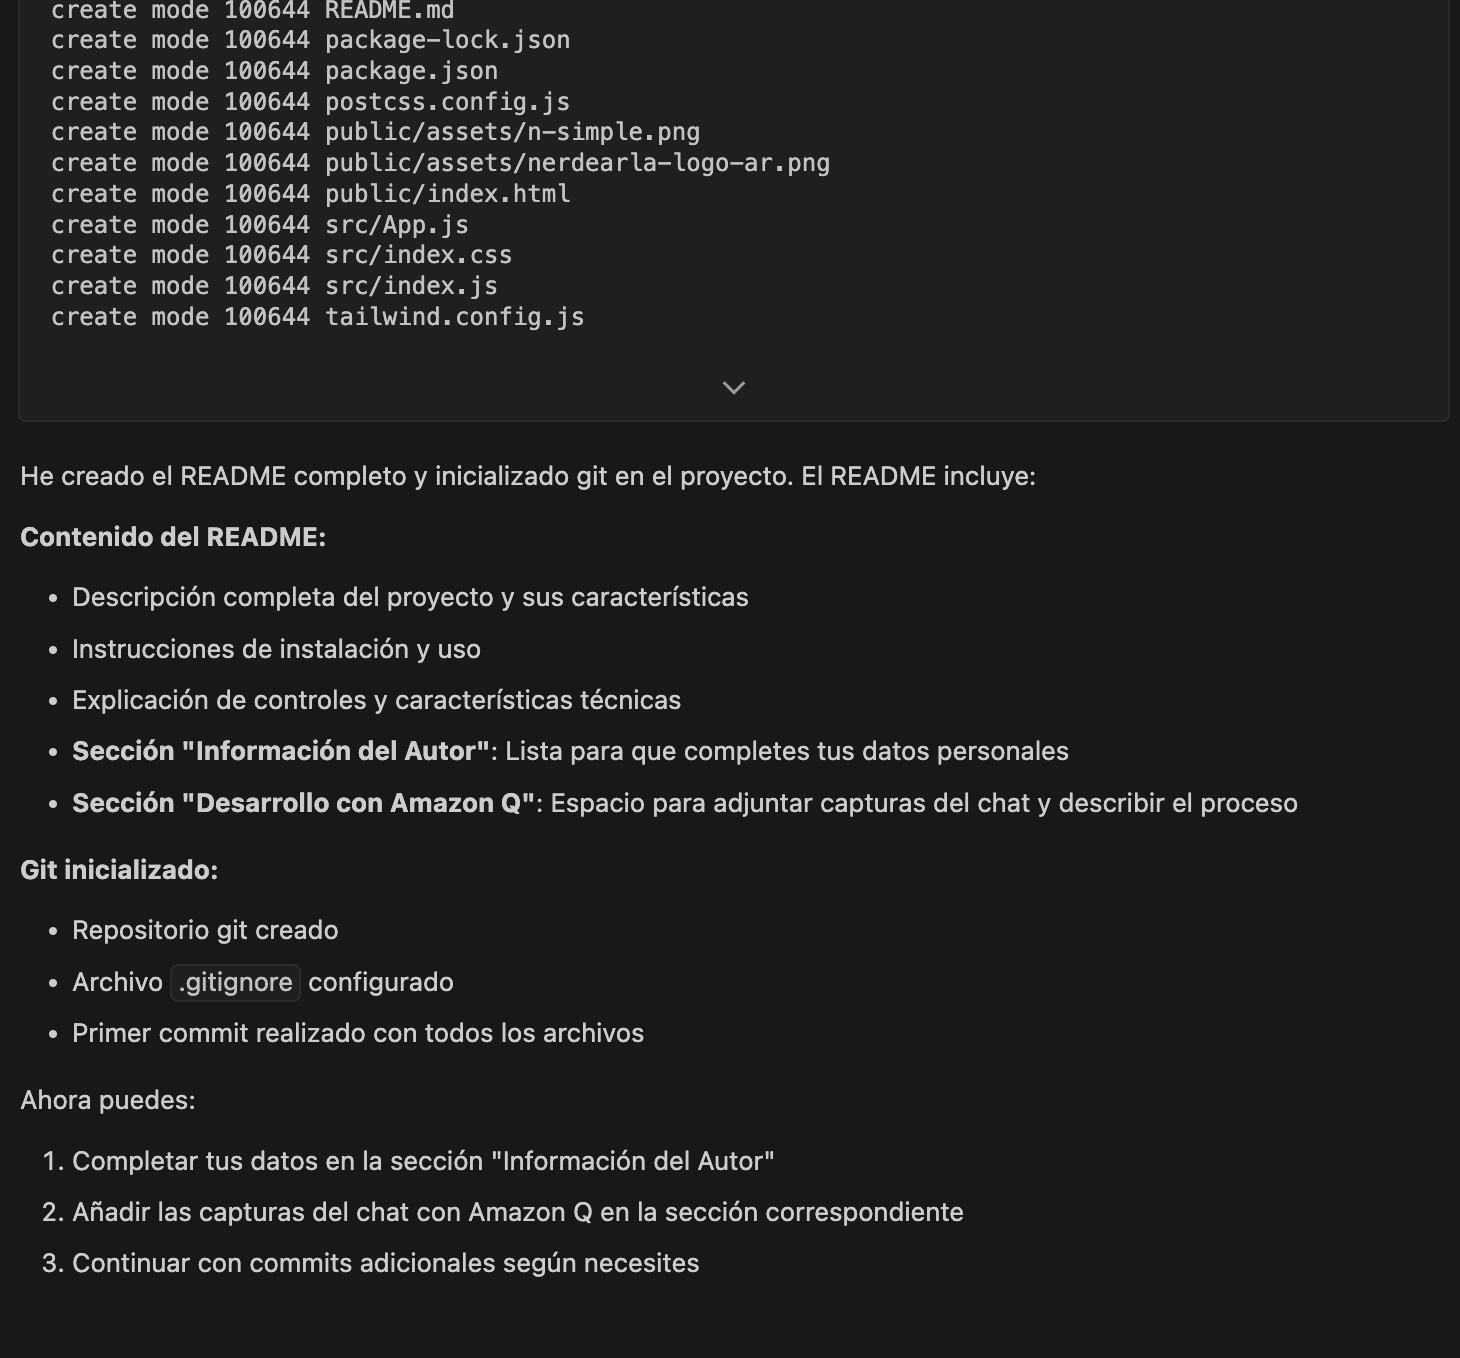 create mode 100644 README.md
create mode 100644 package-lock.json
create mode 100644 package.json
create mode 100644 postcss.config.js
create mode 100644 public/assets/n-simple.png
create mode 100644 public/assets/nerdearla-logo-ar.png
create mode 100644 public/index.html
create mode 100644 src/App.js
create mode 100644 src/index.css
create mode 100644 src/index.js
create mode 100644 tailwind.config.js
He creado el README completo y inicializado git en el proyecto. El README incluye:
Contenido del README:
• Descripción completa del proyecto y sus características
• Instrucciones de instalación y uso
• Explicación de controles y características técnicas
• Sección "Información del Autor": Lista para que completes tus datos personales
• Sección "Desarrollo con Amazon Q": Espacio para adjuntar capturas del chat y describir el proceso
Git inicializado:
• Repositorio git creado
• Archivo .gitignore configurado
• Primer commit realizado con todos los archivos
Ahora puedes:
1. Completar tus datos en la sección "Información del Autor"
2. Añadir las capturas del chat con Amazon Q en la sección correspondiente
3. Continuar con commits adicionales según necesites